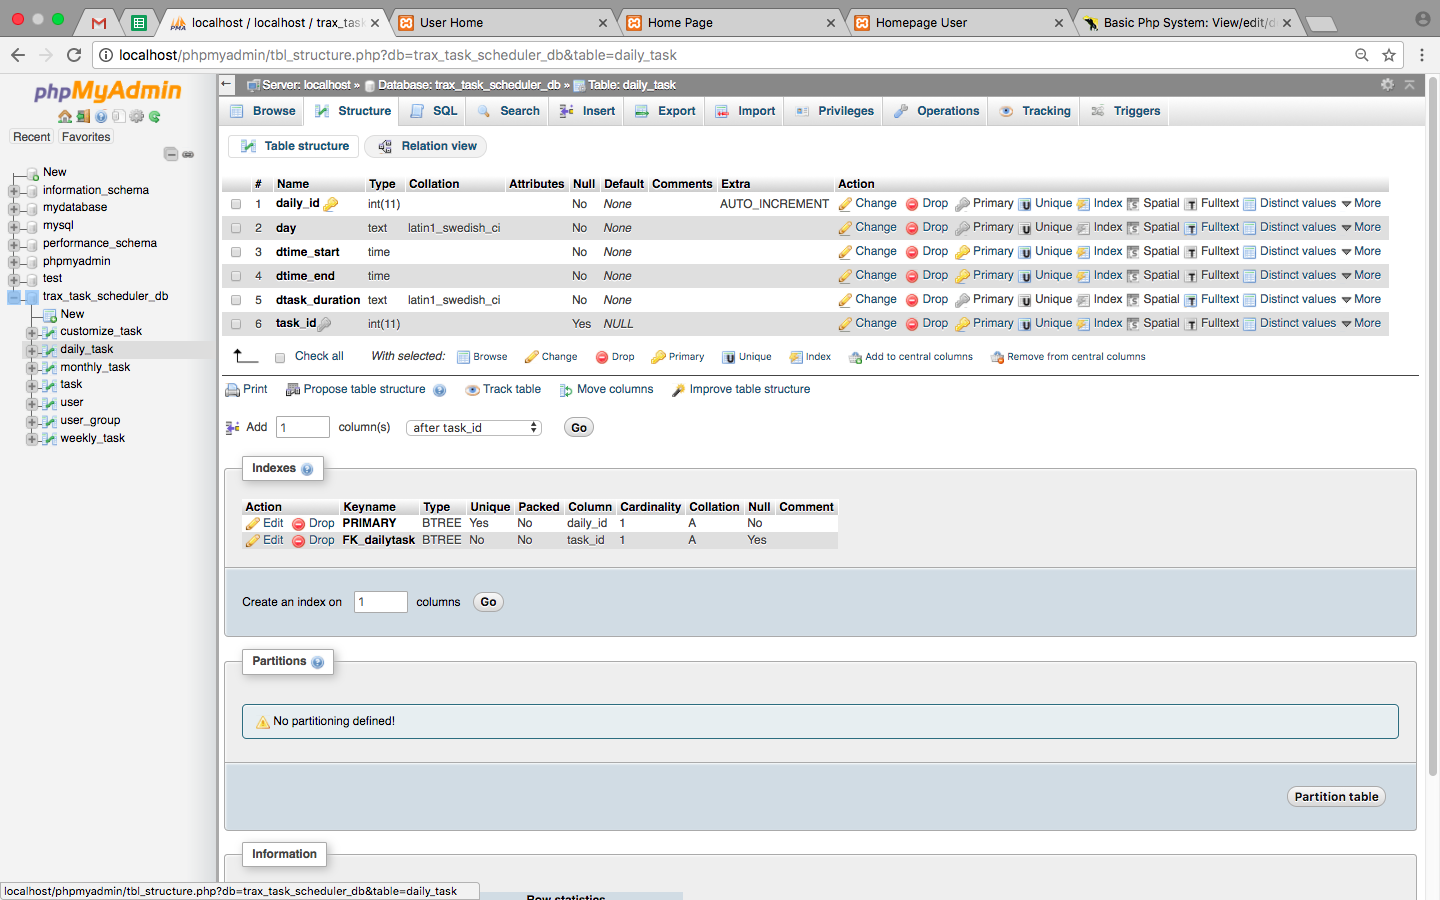 localhost / localhost / trax_tas
User Home
Home Page
Homepage User
Basic Php System: View/edit/d
localhost/phpmyadmin/tbl_structure.php?db=trax_task_scheduler_db&table=daily_task
phpMyAdmin
Recent Favorites
New
information_schema
mydatabase
mysql
performance_schema
phpmyadmin
test
trax_task_scheduler_db
New
customize_task
daily_task
monthly_task
task
user
user_group
weekly_task
Server: localhost » Database: trax_task_scheduler_db » Table: daily_task
Browse Structure SQL Search Insert Export Import Privileges Operations Tracking Triggers
Table structure Relation view
# Name Type Collation Attributes Null Default Comments Extra Action
1 daily_id int(11) No None AUTO_INCREMENT Change Drop Primary Unique Index Spatial Fulltext Distinct values More
2 day text latin1_swedish_ci No None Change Drop Primary Unique Index Spatial Fulltext Distinct values More
3 dtime_start time No None Change Drop Primary Unique Index Spatial Fulltext Distinct values More
4 dtime_end time No None Change Drop Primary Unique Index Spatial Fulltext Distinct values More
5 dtask_duration text latin1_swedish_ci No None Change Drop Primary Unique Index Spatial Fulltext Distinct values More
6 task_id int(11) Yes NULL Change Drop Primary Unique Index Spatial Fulltext Distinct values More
Check all With selected: Browse Change Drop Primary Unique Index Add to central columns Remove from central columns
Print Propose table structure Track table Move columns Improve table structure
Add 1 column(s) after task_id Go
Indexes
Action Keyname Type Unique Packed Column Cardinality Collation Null Comment
Edit Drop PRIMARY BTREE Yes No daily_id 1 A No
Edit Drop FK_dailytask BTREE No No task_id 1 A Yes
Create an index on 1 columns Go
Partitions
No partitioning defined!
Partition table
Information
Row statistics
localhost/phpmyadmin/tbl_structure.php?db=trax_task_scheduler_db&table=daily_task